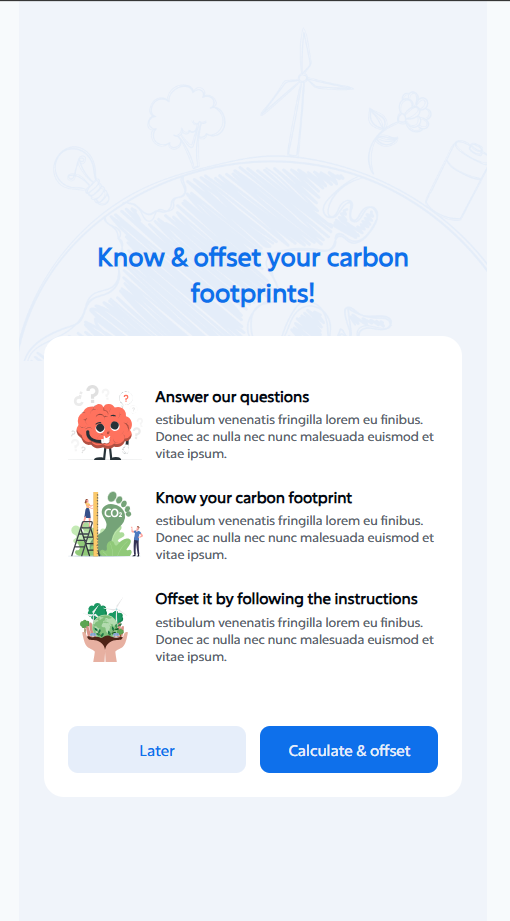 Know & offset your carbon
footprints!
Answer our questions
estibulum venenatis fringilla lorem eu finibus.
Donec ac nulla nec nunc malesuada euismod et
vitae ipsum.
Know your carbon footprint
CO₂
estibulum venenatis fringilla lorem eu finibus.
Donec ac nulla nec nunc malesuada euismod et
vitae ipsum.
Offset it by following the instructions
estibulum venenatis fringilla lorem eu finibus.
Donec ac nulla nec nunc malesuada euismod et
vitae ipsum.
Later
Calculate & offset